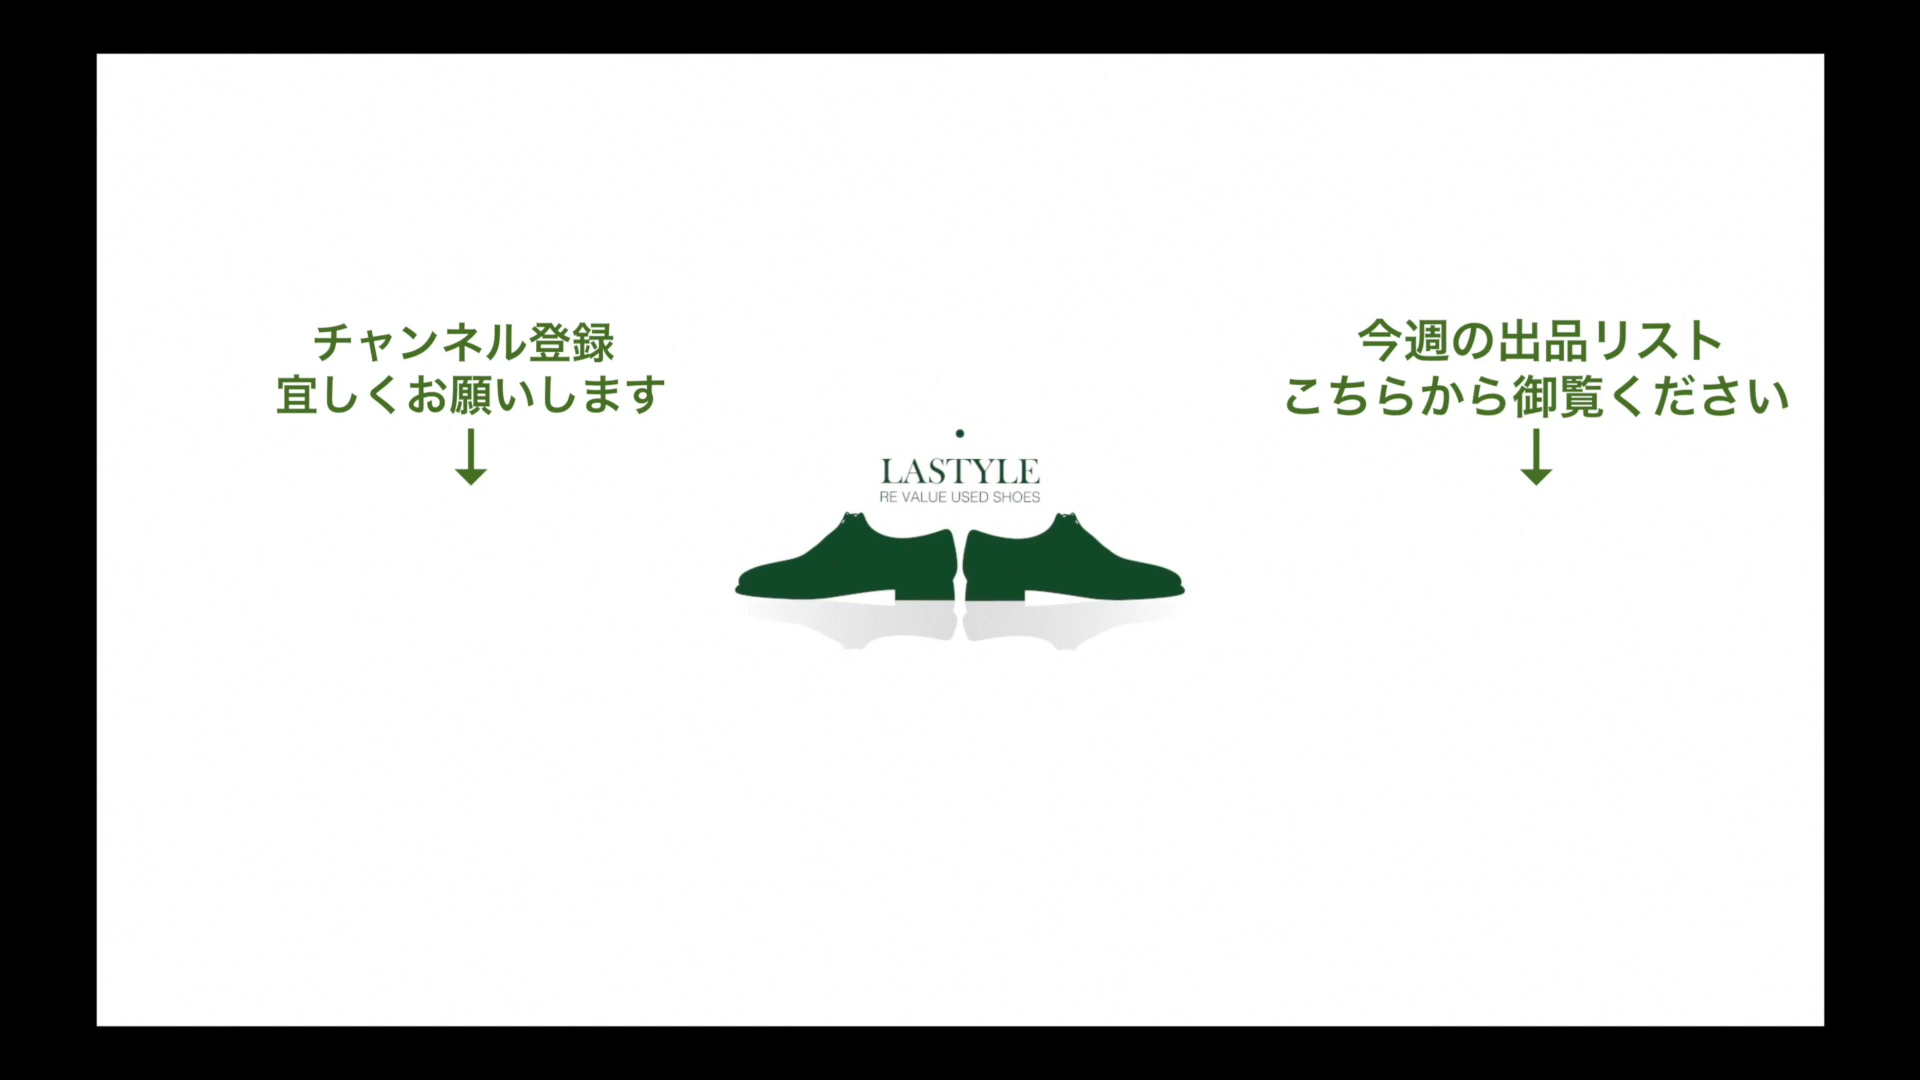 チャンネル登録
宜しくお願いします
↓
今週の出品リスト
こちらから御覧ください
↓
LASTYLE
RE VALUE USED SHOES